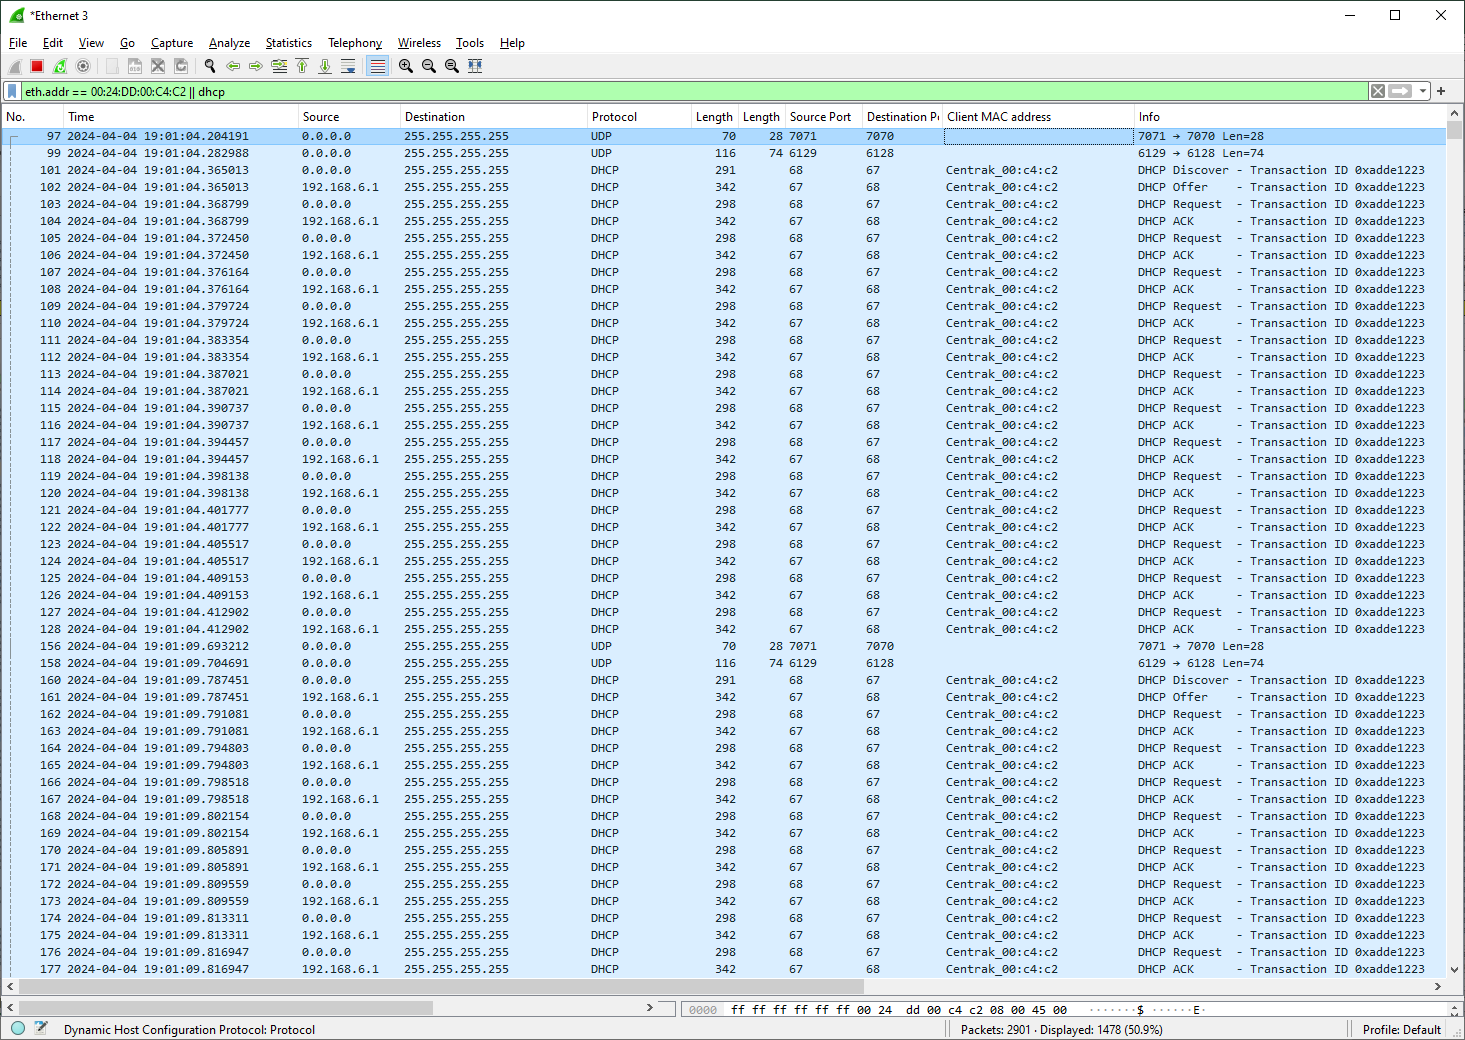 *Ethernet 3
File Edit View Go Capture Analyze Statistics Telephony Wireless Tools Help
eth.addr == 00:24:DD:00:C4:C2 || dhcp
No. Time Source Destination Protocol Length Length Source Port Destination Po Client MAC address Info
97 2024-04-04 19:01:04.204191 0.0.0.0 255.255.255.255 UDP 70 28 7071 7070 7071 → 7070 Len=28
99 2024-04-04 19:01:04.282988 0.0.0.0 255.255.255.255 UDP 116 74 6129 6128 6129 → 6128 Len=74
101 2024-04-04 19:01:04.365013 0.0.0.0 255.255.255.255 DHCP 291 68 67 Centrak_00:c4:c2 DHCP Discover - Transaction ID 0xadde1223
102 2024-04-04 19:01:04.365013 192.168.6.1 255.255.255.255 DHCP 342 67 68 Centrak_00:c4:c2 DHCP Offer - Transaction ID 0xadde1223
103 2024-04-04 19:01:04.368799 0.0.0.0 255.255.255.255 DHCP 298 68 67 Centrak_00:c4:c2 DHCP Request - Transaction ID 0xadde1223
104 2024-04-04 19:01:04.368799 192.168.6.1 255.255.255.255 DHCP 342 67 68 Centrak_00:c4:c2 DHCP ACK - Transaction ID 0xadde1223
105 2024-04-04 19:01:04.372450 0.0.0.0 255.255.255.255 DHCP 298 68 67 Centrak_00:c4:c2 DHCP Request - Transaction ID 0xadde1223
106 2024-04-04 19:01:04.372450 192.168.6.1 255.255.255.255 DHCP 342 67 68 Centrak_00:c4:c2 DHCP ACK - Transaction ID 0xadde1223
107 2024-04-04 19:01:04.376164 0.0.0.0 255.255.255.255 DHCP 298 68 67 Centrak_00:c4:c2 DHCP Request - Transaction ID 0xadde1223
108 2024-04-04 19:01:04.376164 192.168.6.1 255.255.255.255 DHCP 342 67 68 Centrak_00:c4:c2 DHCP ACK - Transaction ID 0xadde1223
109 2024-04-04 19:01:04.379724 0.0.0.0 255.255.255.255 DHCP 298 68 67 Centrak_00:c4:c2 DHCP Request - Transaction ID 0xadde1223
110 2024-04-04 19:01:04.379724 192.168.6.1 255.255.255.255 DHCP 342 67 68 Centrak_00:c4:c2 DHCP ACK - Transaction ID 0xadde1223
111 2024-04-04 19:01:04.383354 0.0.0.0 255.255.255.255 DHCP 298 68 67 Centrak_00:c4:c2 DHCP Request - Transaction ID 0xadde1223
112 2024-04-04 19:01:04.383354 192.168.6.1 255.255.255.255 DHCP 342 67 68 Centrak_00:c4:c2 DHCP ACK - Transaction ID 0xadde1223
113 2024-04-04 19:01:04.387021 0.0.0.0 255.255.255.255 DHCP 298 68 67 Centrak_00:c4:c2 DHCP Request - Transaction ID 0xadde1223
114 2024-04-04 19:01:04.387021 192.168.6.1 255.255.255.255 DHCP 342 67 68 Centrak_00:c4:c2 DHCP ACK - Transaction ID 0xadde1223
115 2024-04-04 19:01:04.390737 0.0.0.0 255.255.255.255 DHCP 298 68 67 Centrak_00:c4:c2 DHCP Request - Transaction ID 0xadde1223
116 2024-04-04 19:01:04.390737 192.168.6.1 255.255.255.255 DHCP 342 67 68 Centrak_00:c4:c2 DHCP ACK - Transaction ID 0xadde1223
117 2024-04-04 19:01:04.394457 0.0.0.0 255.255.255.255 DHCP 298 68 67 Centrak_00:c4:c2 DHCP Request - Transaction ID 0xadde1223
118 2024-04-04 19:01:04.394457 192.168.6.1 255.255.255.255 DHCP 342 67 68 Centrak_00:c4:c2 DHCP ACK - Transaction ID 0xadde1223
119 2024-04-04 19:01:04.398138 0.0.0.0 255.255.255.255 DHCP 298 68 67 Centrak_00:c4:c2 DHCP Request - Transaction ID 0xadde1223
120 2024-04-04 19:01:04.398138 192.168.6.1 255.255.255.255 DHCP 342 67 68 Centrak_00:c4:c2 DHCP ACK - Transaction ID 0xadde1223
121 2024-04-04 19:01:04.401777 0.0.0.0 255.255.255.255 DHCP 298 68 67 Centrak_00:c4:c2 DHCP Request - Transaction ID 0xadde1223
122 2024-04-04 19:01:04.401777 192.168.6.1 255.255.255.255 DHCP 342 67 68 Centrak_00:c4:c2 DHCP ACK - Transaction ID 0xadde1223
123 2024-04-04 19:01:04.405517 0.0.0.0 255.255.255.255 DHCP 298 68 67 Centrak_00:c4:c2 DHCP Request - Transaction ID 0xadde1223
124 2024-04-04 19:01:04.405517 192.168.6.1 255.255.255.255 DHCP 342 67 68 Centrak_00:c4:c2 DHCP ACK - Transaction ID 0xadde1223
125 2024-04-04 19:01:04.409153 0.0.0.0 255.255.255.255 DHCP 298 68 67 Centrak_00:c4:c2 DHCP Request - Transaction ID 0xadde1223
126 2024-04-04 19:01:04.409153 192.168.6.1 255.255.255.255 DHCP 342 67 68 Centrak_00:c4:c2 DHCP ACK - Transaction ID 0xadde1223
127 2024-04-04 19:01:04.412902 0.0.0.0 255.255.255.255 DHCP 298 68 67 Centrak_00:c4:c2 DHCP Request - Transaction ID 0xadde1223
128 2024-04-04 19:01:04.412902 192.168.6.1 255.255.255.255 DHCP 342 67 68 Centrak_00:c4:c2 DHCP ACK - Transaction ID 0xadde1223
156 2024-04-04 19:01:09.693212 0.0.0.0 255.255.255.255 UDP 70 28 7071 7070 7071 → 7070 Len=28
158 2024-04-04 19:01:09.704691 0.0.0.0 255.255.255.255 UDP 116 74 6129 6128 6129 → 6128 Len=74
160 2024-04-04 19:01:09.787451 0.0.0.0 255.255.255.255 DHCP 291 68 67 Centrak_00:c4:c2 DHCP Discover - Transaction ID 0xadde1223
161 2024-04-04 19:01:09.787451 192.168.6.1 255.255.255.255 DHCP 342 67 68 Centrak_00:c4:c2 DHCP Offer - Transaction ID 0xadde1223
162 2024-04-04 19:01:09.791081 0.0.0.0 255.255.255.255 DHCP 298 68 67 Centrak_00:c4:c2 DHCP Request - Transaction ID 0xadde1223
163 2024-04-04 19:01:09.791081 192.168.6.1 255.255.255.255 DHCP 342 67 68 Centrak_00:c4:c2 DHCP ACK - Transaction ID 0xadde1223
164 2024-04-04 19:01:09.794803 0.0.0.0 255.255.255.255 DHCP 298 68 67 Centrak_00:c4:c2 DHCP Request - Transaction ID 0xadde1223
165 2024-04-04 19:01:09.794803 192.168.6.1 255.255.255.255 DHCP 342 67 68 Centrak_00:c4:c2 DHCP ACK - Transaction ID 0xadde1223
166 2024-04-04 19:01:09.798518 0.0.0.0 255.255.255.255 DHCP 298 68 67 Centrak_00:c4:c2 DHCP Request - Transaction ID 0xadde1223
167 2024-04-04 19:01:09.798518 192.168.6.1 255.255.255.255 DHCP 342 67 68 Centrak_00:c4:c2 DHCP ACK - Transaction ID 0xadde1223
168 2024-04-04 19:01:09.802154 0.0.0.0 255.255.255.255 DHCP 298 68 67 Centrak_00:c4:c2 DHCP Request - Transaction ID 0xadde1223
169 2024-04-04 19:01:09.802154 192.168.6.1 255.255.255.255 DHCP 342 67 68 Centrak_00:c4:c2 DHCP ACK - Transaction ID 0xadde1223
170 2024-04-04 19:01:09.805891 0.0.0.0 255.255.255.255 DHCP 298 68 67 Centrak_00:c4:c2 DHCP Request - Transaction ID 0xadde1223
171 2024-04-04 19:01:09.805891 192.168.6.1 255.255.255.255 DHCP 342 67 68 Centrak_00:c4:c2 DHCP ACK - Transaction ID 0xadde1223
172 2024-04-04 19:01:09.809559 0.0.0.0 255.255.255.255 DHCP 298 68 67 Centrak_00:c4:c2 DHCP Request - Transaction ID 0xadde1223
173 2024-04-04 19:01:09.809559 192.168.6.1 255.255.255.255 DHCP 342 67 68 Centrak_00:c4:c2 DHCP ACK - Transaction ID 0xadde1223
174 2024-04-04 19:01:09.813311 0.0.0.0 255.255.255.255 DHCP 298 68 67 Centrak_00:c4:c2 DHCP Request - Transaction ID 0xadde1223
175 2024-04-04 19:01:09.813311 192.168.6.1 255.255.255.255 DHCP 342 67 68 Centrak_00:c4:c2 DHCP ACK - Transaction ID 0xadde1223
176 2024-04-04 19:01:09.816947 0.0.0.0 255.255.255.255 DHCP 298 68 67 Centrak_00:c4:c2 DHCP Request - Transaction ID 0xadde1223
177 2024-04-04 19:01:09.816947 192.168.6.1 255.255.255.255 DHCP 342 67 68 Centrak_00:c4:c2 DHCP ACK - Transaction ID 0xadde1223
0000 ff ff ff ff ff ff 00 24 dd 00 c4 c2 08 00 45 00 ·······$ ······E·
Dynamic Host Configuration Protocol: Protocol Packets: 2901 · Displayed: 1478 (50.9%) Profile: Default